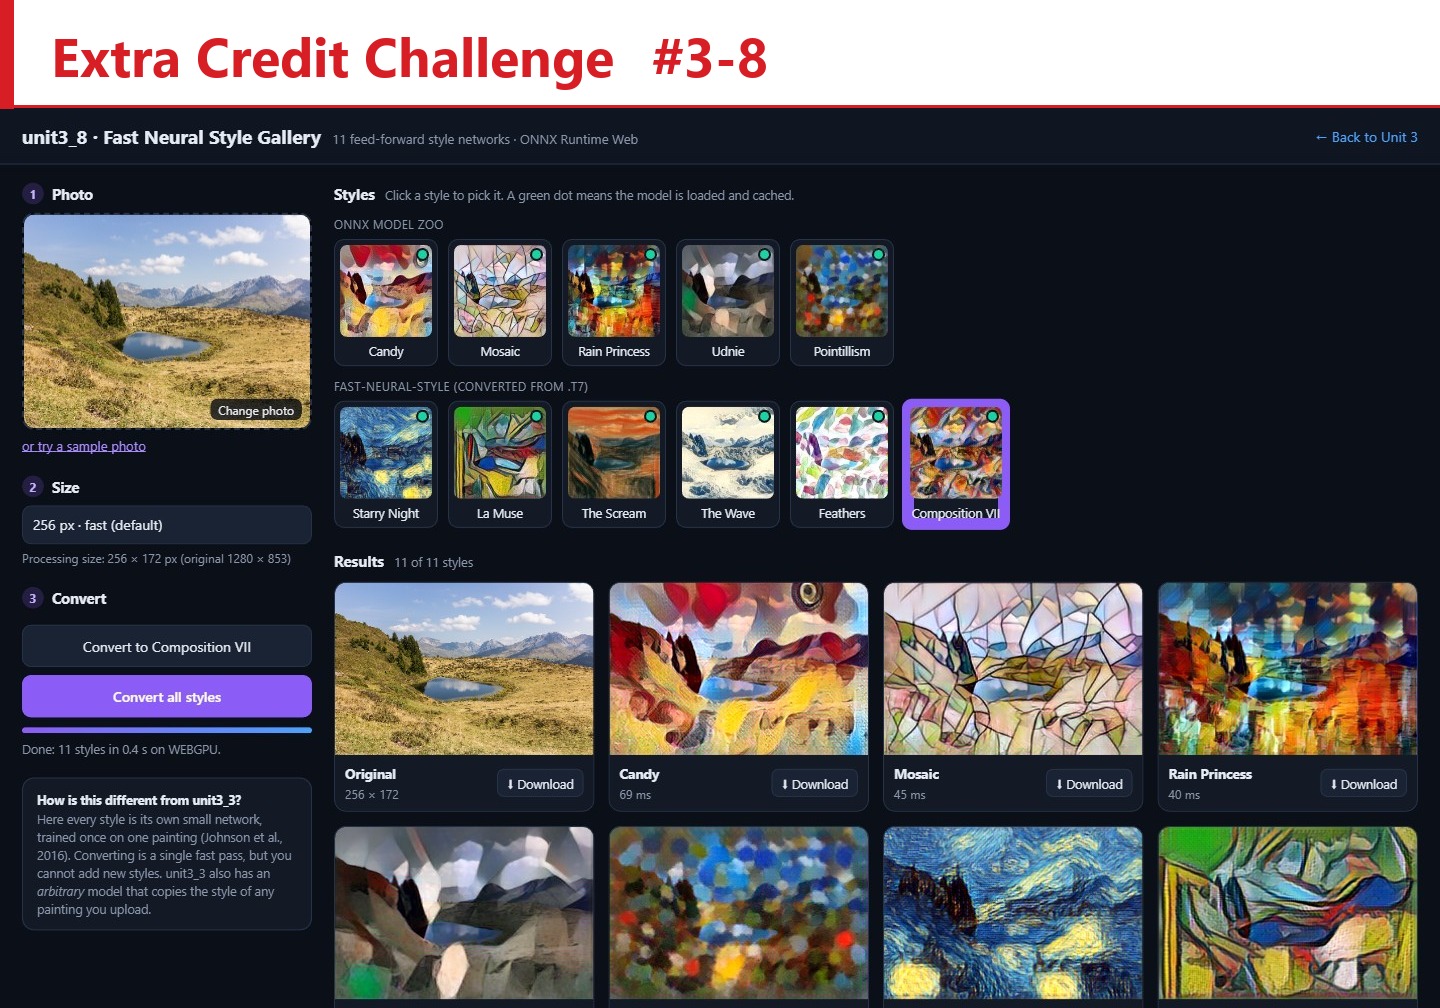 Extra Credit Challenge #3-8
unit3_8 · Fast Neural Style Gallery 11 feed-forward style networks · ONNX Runtime Web
← Back to Unit 3
1 Photo
Change photo
or try a sample photo
2 Size
256 px · fast (default)
Processing size: 256 × 172 px (original 1280 × 853)
3 Convert
Convert to Composition VII
Convert all styles
Done: 11 styles in 0.4 s on WEBGPU.
How is this different from unit3_3?
Here every style is its own small network,
trained once on one painting (Johnson et al.,
2016). Converting is a single fast pass, but you
cannot add new styles. unit3_3 also has an
arbitrary model that copies the style of any
painting you upload.
Styles Click a style to pick it. A green dot means the model is loaded and cached.
ONNX MODEL ZOO
Candy
Mosaic
Rain Princess
Udnie
Pointillism
FAST-NEURAL-STYLE (CONVERTED FROM .T7)
Starry Night
La Muse
The Scream
The Wave
Feathers
Composition VII
Results 11 of 11 styles
Original
256 × 172
⬇ Download
Candy
69 ms
⬇ Download
Mosaic
45 ms
⬇ Download
Rain Princess
40 ms
⬇ Download